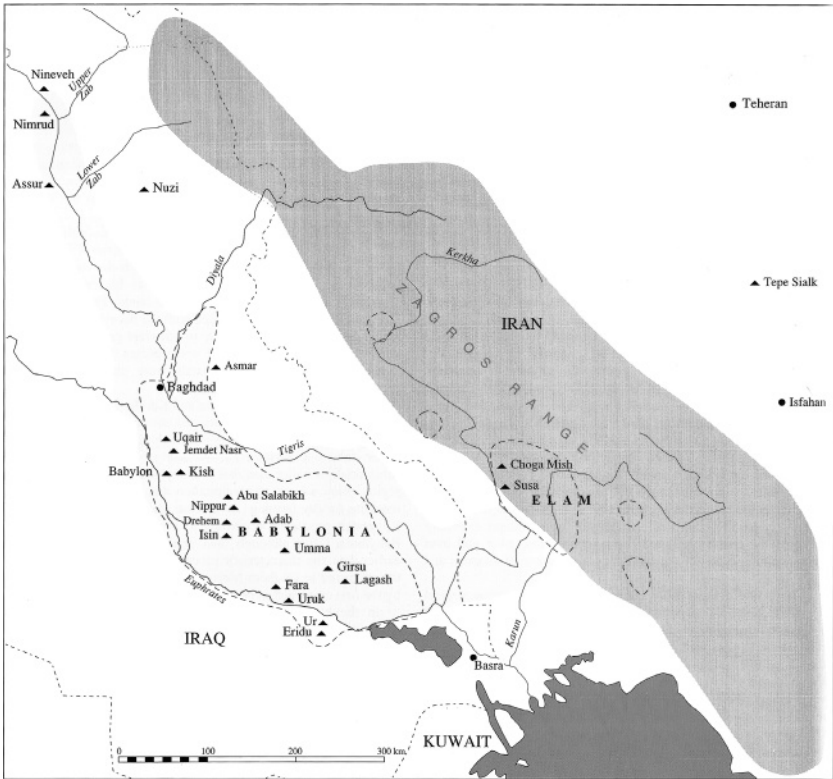 Nineveh
Upper
Zab
Nimrud
Teheran
Lower
Zab
Assur
Nuzi
Diyala
Kerkha
Tepe Sialk
ZAGROS RANGE
IRAN
Asmar
Baghdad
Isfahan
Uqair
Jemdet Nasr
Tigris
Babylon
Kish
Choga Mish
Susa
ELAM
Abu Salabikh
Nippur
Drehem
Adab
Isin
BABYLONIA
Umma
Girsu
Lagash
Fara
Euphrates
Uruk
Ur
Eridu
IRAQ
Karun
Basra
KUWAIT
0 100 200 300 km.